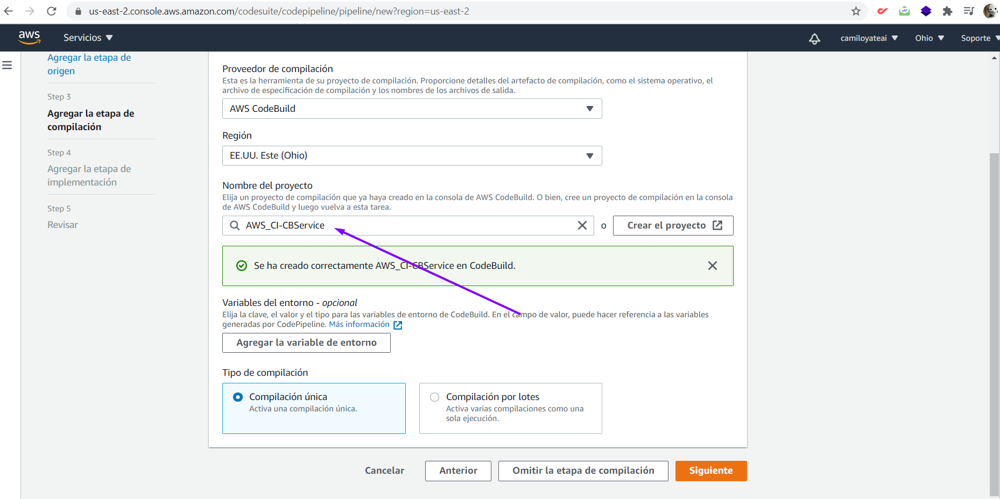 us-east-2.console.aws.amazon.com/codesuite/codepipeline/pipeline/new?region=us-east-2
aws Servicios camiloyateai Ohio Soporte
Agregar la etapa de
origen
Step 3
Agregar la etapa de
compilación
Step 4
Agregar la etapa de
implementación
Step 5
Revisar
Proveedor de compilación
Esta es la herramienta de su proyecto de compilación. Proporcione detalles del artefacto de compilación, como el sistema operativo, el
archivo de especificación de compilación y los nombres de los archivos de salida.
AWS CodeBuild
Región
EE.UU. Este (Ohio)
Nombre del proyecto
Elija un proyecto de compilación que ya haya creado en la consola de AWS CodeBuild. O bien, cree un proyecto de compilación en la consola
de AWS CodeBuild y luego vuelva a esta tarea.
AWS_CI-CBService o Crear el proyecto
Se ha creado correctamente AWS_CI-CBService en CodeBuild.
Variables del entorno - opcional
Elija la clave, el valor y el tipo para las variables de entorno de CodeBuild. En el campo de valor, puede hacer referencia a las variables
generadas por CodePipeline. Más información
Agregar la variable de entorno
Tipo de compilación
Compilación única
Activa una compilación única.
Compilación por lotes
Activa varias compilaciones como una
sola ejecución.
Cancelar Anterior Omitir la etapa de compilación Siguiente